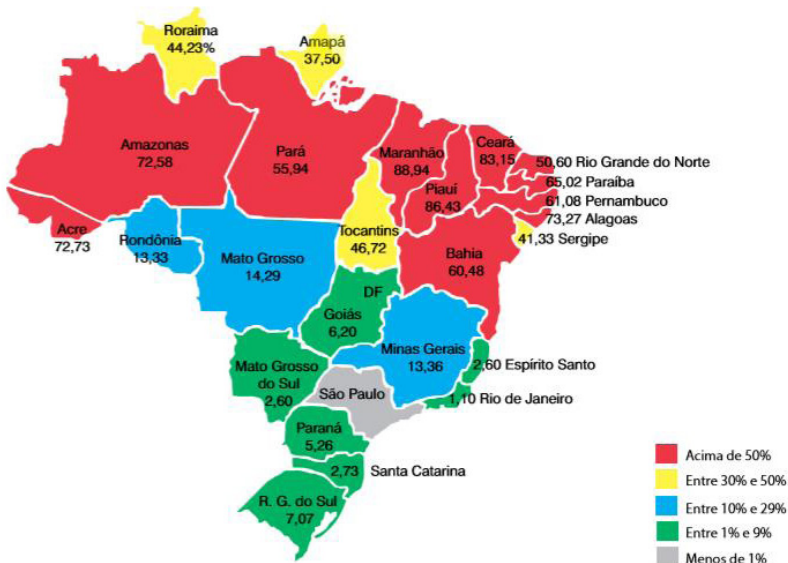 Roraima
44,23%
Amapá
37,50
Amazonas
72,58
Pará
55,94
Maranhão
88,94
Ceará
83,15
Piauí
86,43
50,60 Rio Grande do Norte
65,02 Paraíba
61,08 Pernambuco
73,27 Alagoas
41,33 Sergipe
Acre
72,73
Rondônia
13,33
Mato Grosso
14,29
Tocantins
46,72
Bahia
60,48
DF
Goiás
6,20
Minas Gerais
13,36
2,60 Espírito Santo
1,10 Rio de Janeiro
Mato Grosso
do Sul
2,60
São Paulo
Paraná
5,26
2,73 Santa Catarina
R. G. do Sul
7,07
Acima de 50%
Entre 30% e 50%
Entre 10% e 29%
Entre 1% e 9%
Menos de 1%